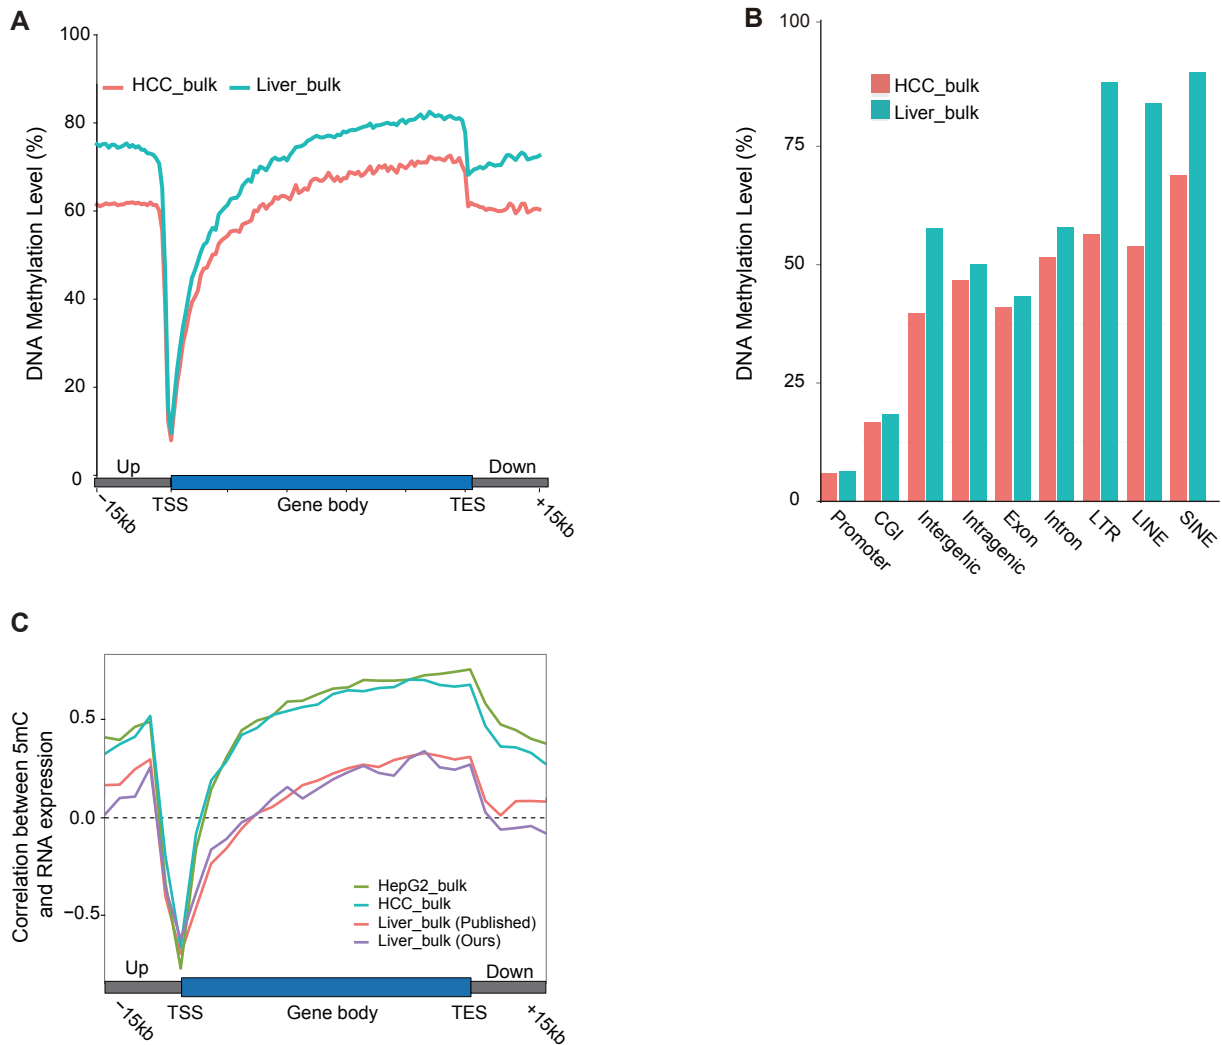 A
DNA Methylation Level (%)
100
80
60
40
20
0
HCC_bulk
Liver_bulk
Up
Down
−15kb
TSS
Gene body
TES
+15kb
B
DNA Methylation Level (%)
100
75
50
25
0
HCC_bulk
Liver_bulk
Promoter
CGI
Intergenic
Intragenic
Exon
Intron
LTR
LINE
SINE
C
Correlation between 5mC
and RNA expression
0.5
0.0
−0.5
HepG2_bulk
HCC_bulk
Liver_bulk (Published)
Liver_bulk (Ours)
Up
Down
−15kb
TSS
Gene body
TES
+15kb